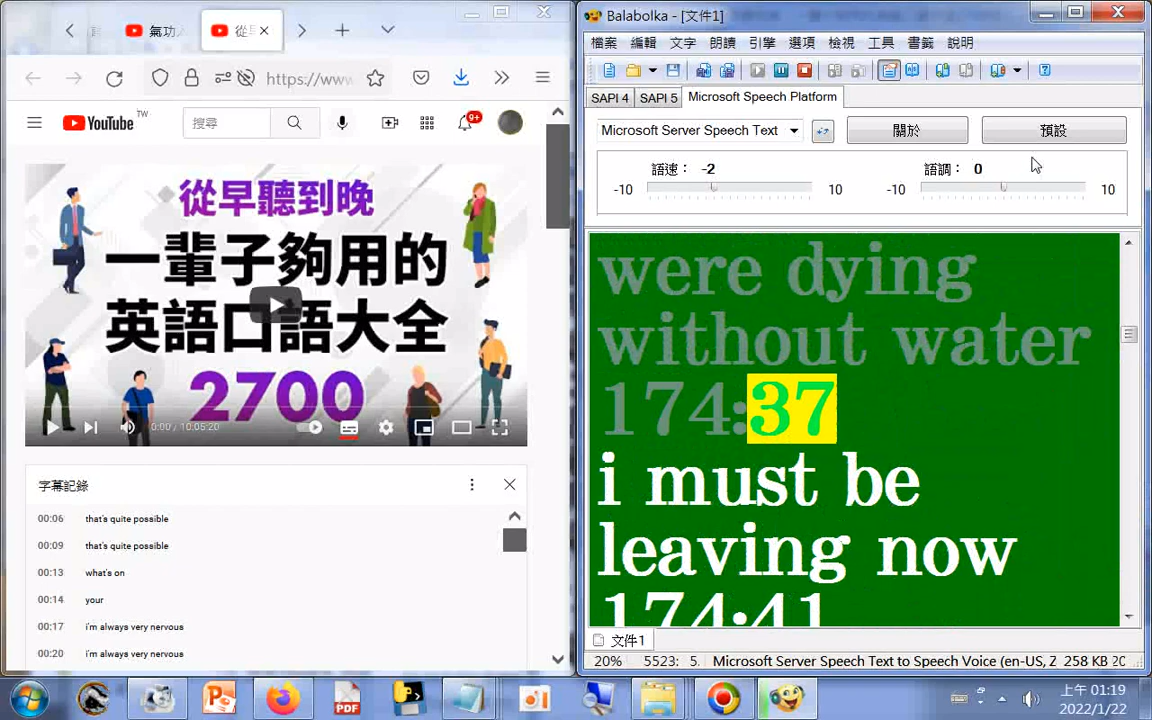 氣功
從
https://www
YouTube TW
搜尋
9+
從早聽到晚
一輩子夠用的
英語口語大全
2700
0:00 / 10:05:20
字幕記錄
00:06 that's quite possible
00:09 that's quite possible
00:13 what's on
00:14 your
00:17 i'm always very nervous
00:20 i'm always very nervous
Balabolka - [文件1]
檔案 編輯 文字 朗讀 引擎 選項 檢視 工具 書籤 說明
SAPI 4 SAPI 5 Microsoft Speech Platform
Microsoft Server Speech Text 關於 預設
語速： -2 語調： 0
-10 10 -10 10
were dying
without water
174:37
i must be
leaving now
174:41
文件1
20% 5523: 5. Microsoft Server Speech Text to Speech Voice (en-US, Z 258 KB
PDF
上午 01:19
2022/1/22